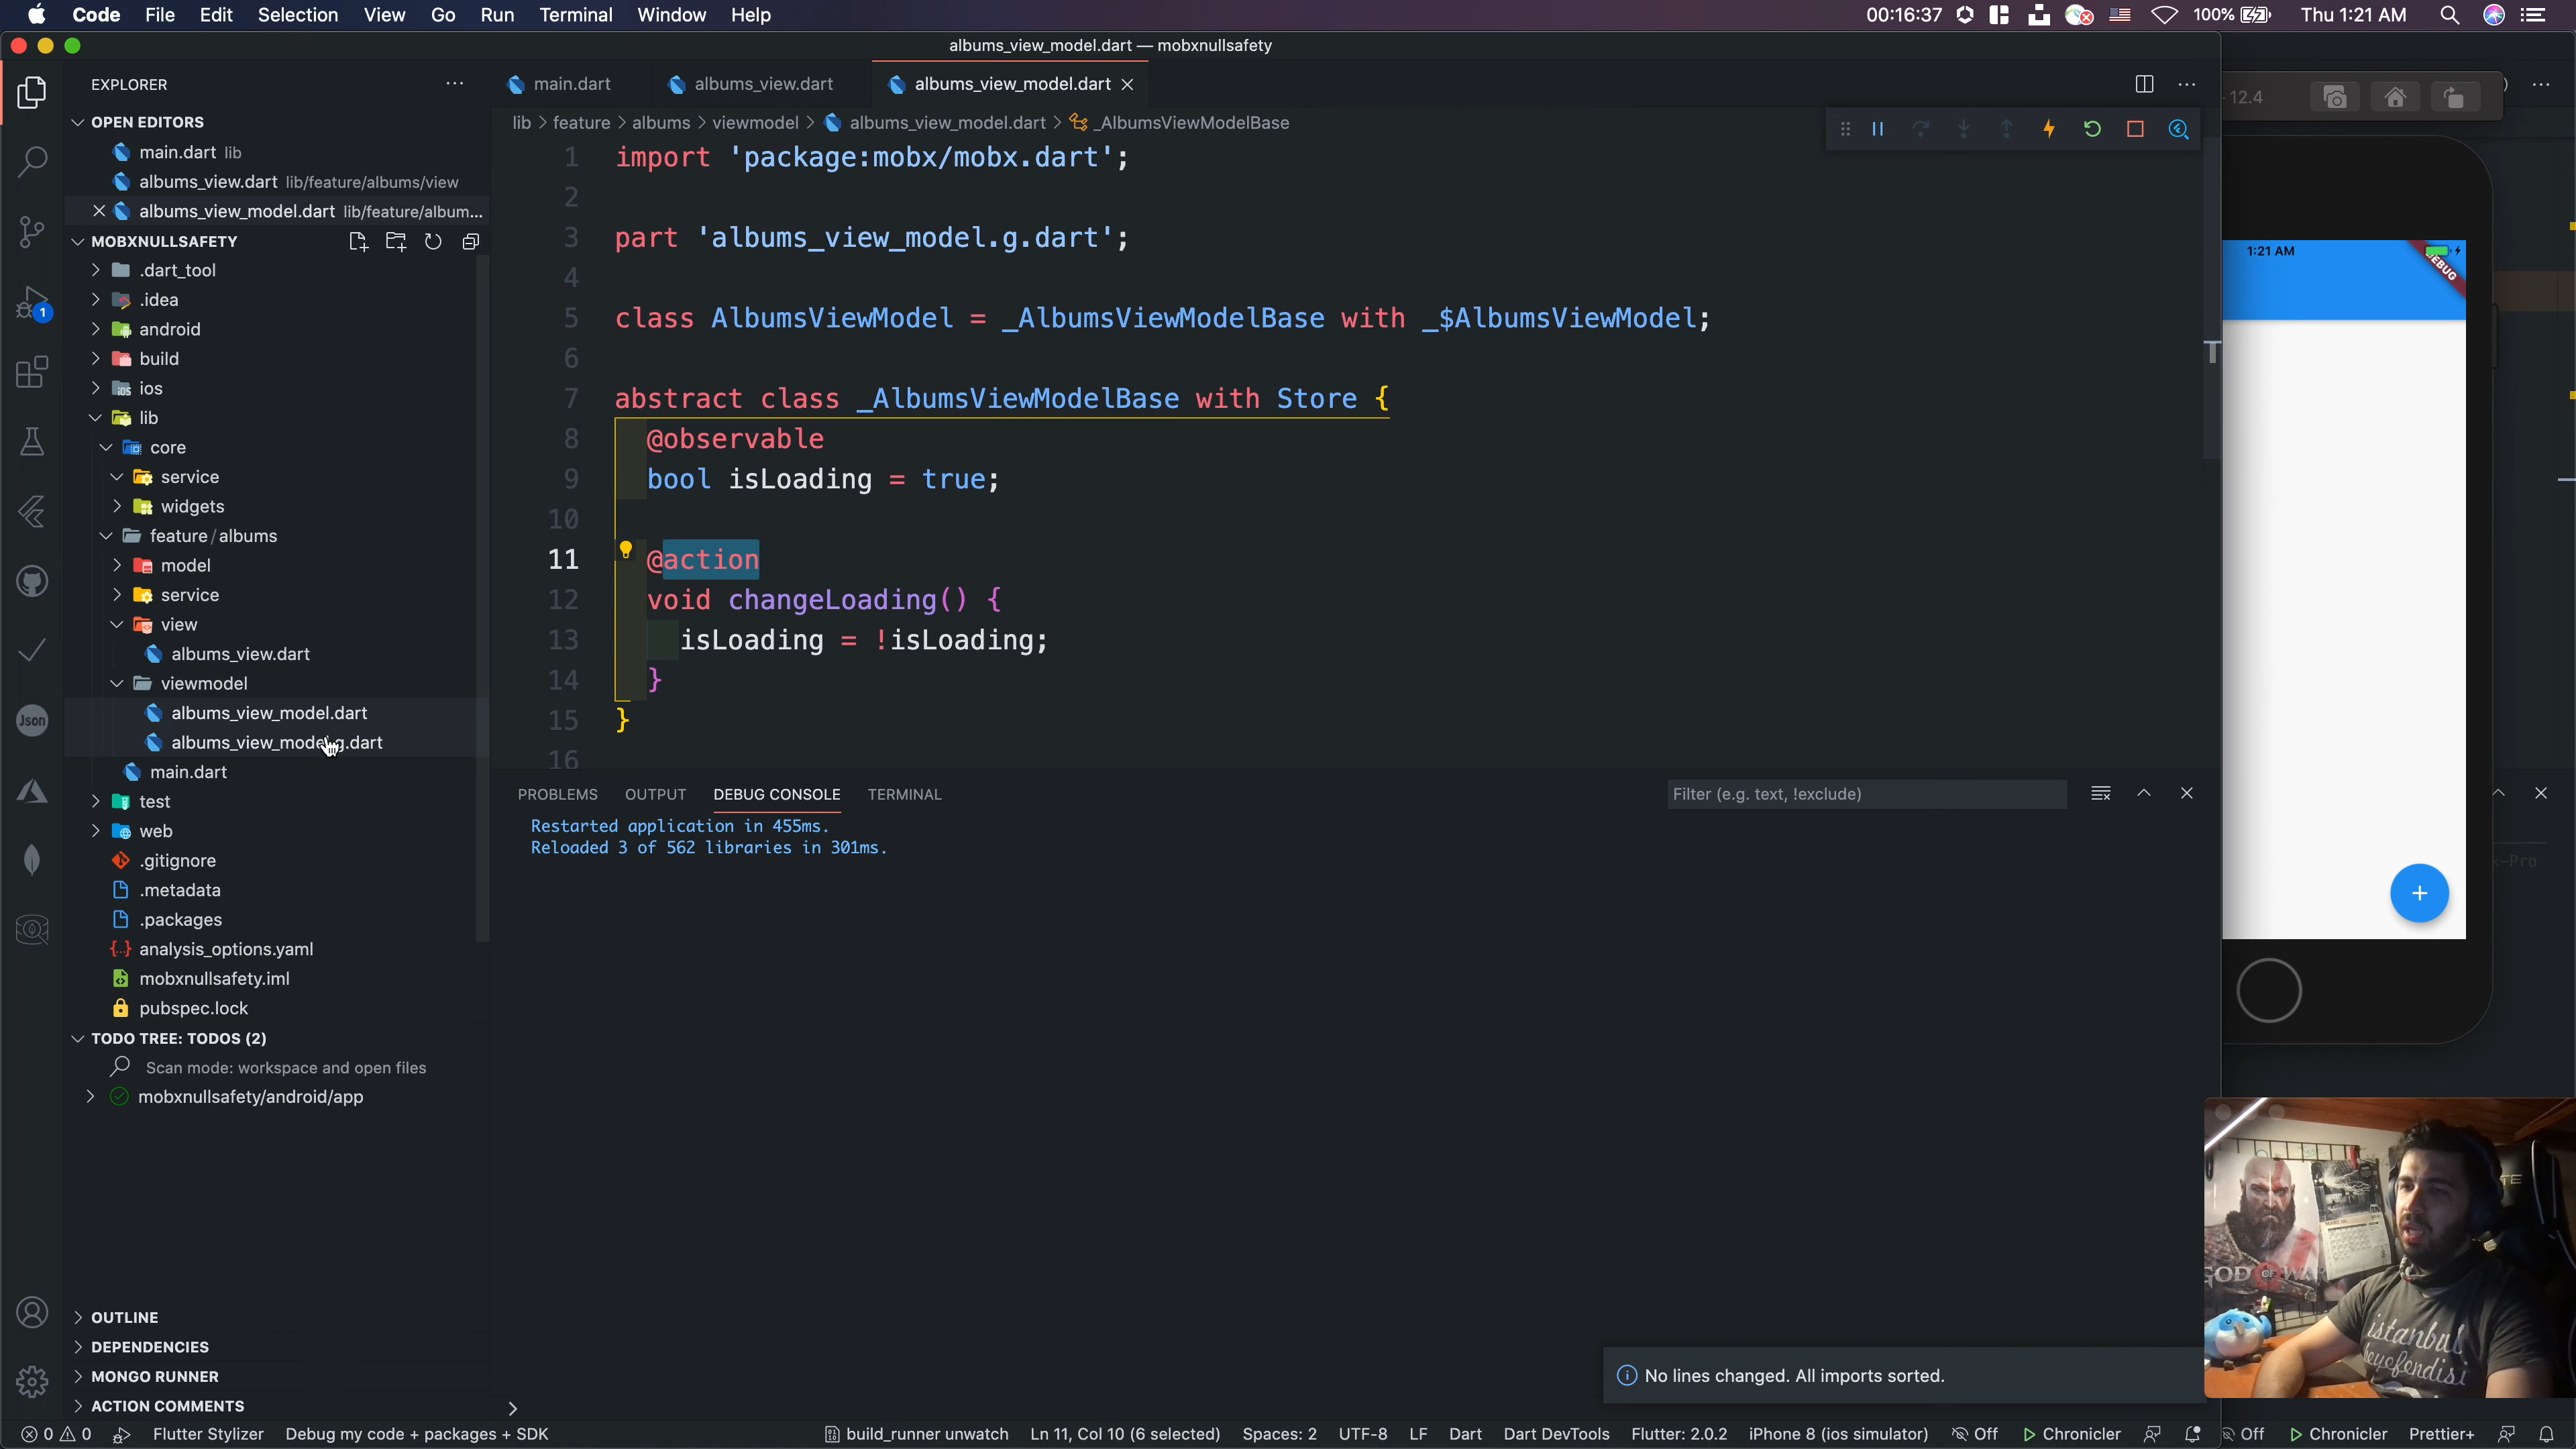 Code File Edit Selection View Go Run Terminal Window Help
00:16:37 100% Thu 1:21 AM
albums_view_model.dart — mobxnullsafety
EXPLORER
OPEN EDITORS
main.dart lib
albums_view.dart lib/feature/albums/view
albums_view_model.dart lib/feature/album...
MOBXNULLSAFETY
.dart_tool
.idea
android
build
ios
lib
core
service
widgets
feature / albums
model
service
view
albums_view.dart
viewmodel
albums_view_model.dart
albums_view_model.g.dart
main.dart
test
web
.gitignore
.metadata
.packages
analysis_options.yaml
mobxnullsafety.iml
pubspec.lock
TODO TREE: TODOS (2)
Scan mode: workspace and open files
mobxnullsafety/android/app
OUTLINE
DEPENDENCIES
MONGO RUNNER
ACTION COMMENTS
1
Json
main.dart albums_view.dart albums_view_model.dart
lib > feature > albums > viewmodel > albums_view_model.dart > _AlbumsViewModelBase
1 import 'package:mobx/mobx.dart';
2
3 part 'albums_view_model.g.dart';
4
5 class AlbumsViewModel = _AlbumsViewModelBase with _$AlbumsViewModel;
6
7 abstract class _AlbumsViewModelBase with Store {
8 @observable
9 bool isLoading = true;
10
11 @action
12 void changeLoading() {
13 isLoading = !isLoading;
14 }
15 }
16
PROBLEMS OUTPUT DEBUG CONSOLE TERMINAL
Filter (e.g. text, !exclude)
Restarted application in 455ms.
Reloaded 3 of 562 libraries in 301ms.
No lines changed. All imports sorted.
12.4
1:21 AM
DEBUG
k-Pro
GOD OF WAR
istanbul
beyefendisi
0 0 Flutter Stylizer Debug my code + packages + SDK build_runner unwatch Ln 11, Col 10 (6 selected) Spaces: 2 UTF-8 LF Dart Dart DevTools Flutter: 2.0.2 iPhone 8 (ios simulator) Off Chronicler
Off Chronicler Prettier+